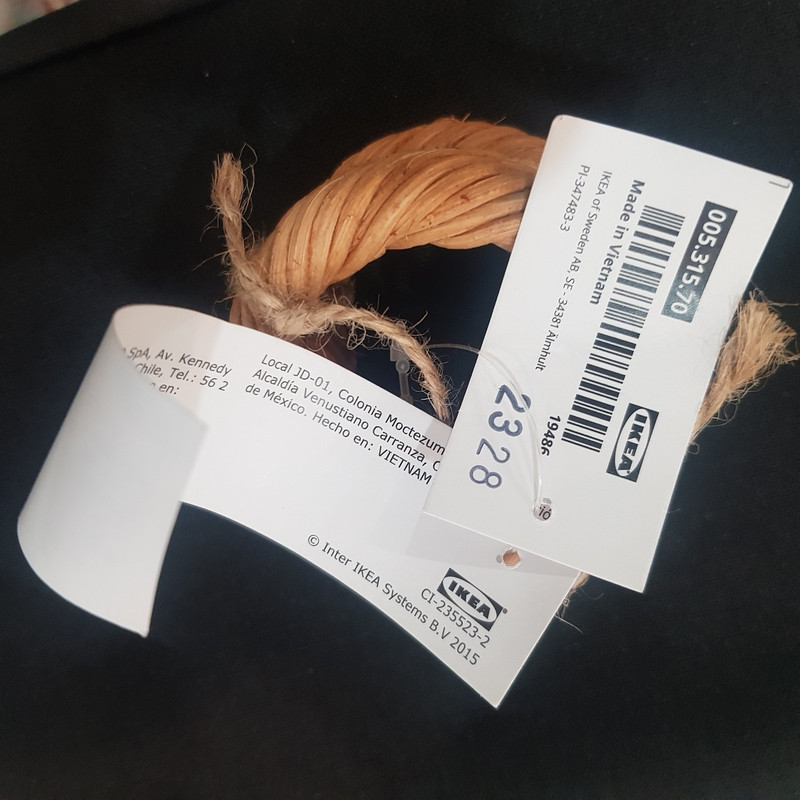 005.315.70
IKEA
Made in Vietnam
IKEA of Sweden AB, SE - 34381 Älmhult
PI-347483-3
19486
2328
SpA, Av. Kennedy
Chile, Tel.: 56 2
en:
Local JD-01, Colonia
Alcaldía Venustiano Carranza,
de México. Hecho en: VIETNAM
IKEA
CI-235523-2
© Inter IKEA Systems B.V 2015